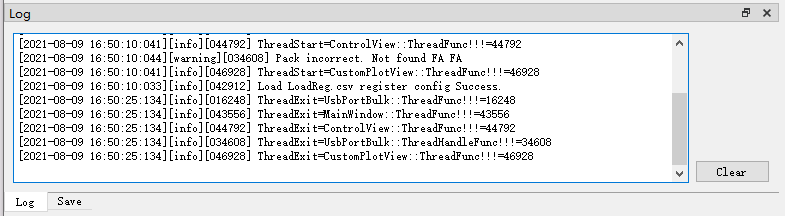 Log
[2021-08-09 16:50:10:041][info][044792] ThreadStart=ControlView::ThreadFunc!!!=44792
[2021-08-09 16:50:10:044][warning][034608] Pack incorrect. Not found FA FA
[2021-08-09 16:50:10:041][info][046928] ThreadStart=CustomPlotView::ThreadFunc!!!=46928
[2021-08-09 16:50:10:033][info][042912] Load LoadReg.csv register config Success.
[2021-08-09 16:50:25:134][info][016248] ThreadExit=UsbPortBulk::ThreadFunc!!!=16248
[2021-08-09 16:50:25:134][info][043556] ThreadExit=MainWindow::ThreadFunc!!!=43556
[2021-08-09 16:50:25:134][info][044792] ThreadExit=ControlView::ThreadFunc!!!=44792
[2021-08-09 16:50:25:134][info][034608] ThreadExit=UsbPortBulk::ThreadHandleFunc!!!=34608
[2021-08-09 16:50:25:134][info][046928] ThreadExit=CustomPlotView::ThreadFunc!!!=46928
Clear
Log Save